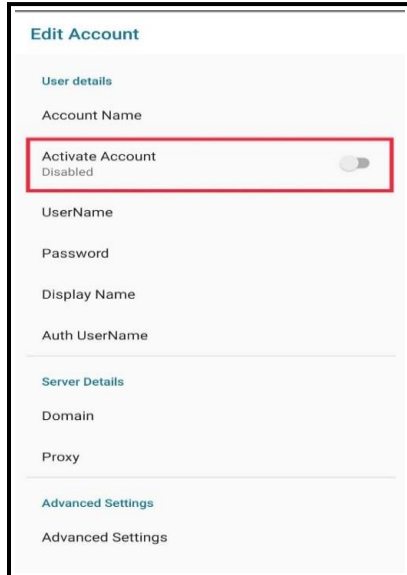 Edit Account
User details
Account Name
Activate Account
Disabled
UserName
Password
Display Name
Auth UserName
Server Details
Domain
Proxy
Advanced Settings
Advanced Settings